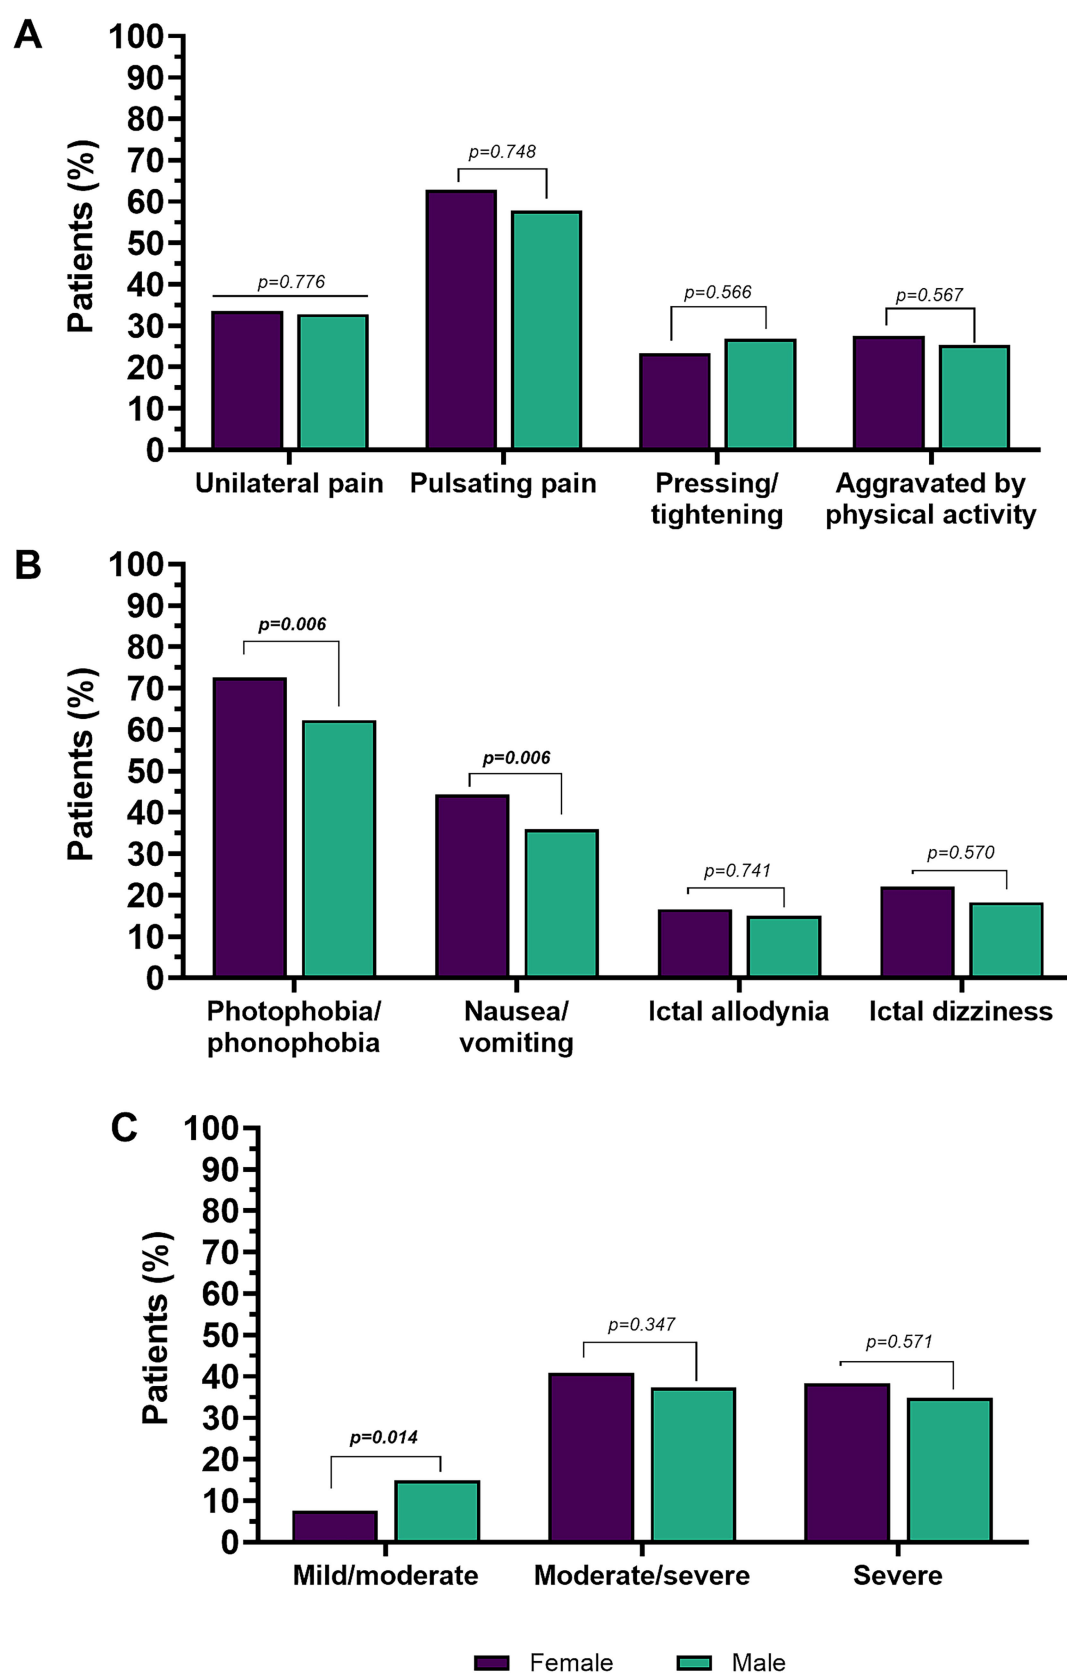 A
Patients (%)
100
90
80
70
60
50
40
30
20
10
0
p=0.776
p=0.748
p=0.566
p=0.567
Unilateral pain
Pulsating pain
Pressing/
tightening
Aggravated by
physical activity
B
Patients (%)
100
90
80
70
60
50
40
30
20
10
0
p=0.006
p=0.006
p=0.741
p=0.570
Photophobia/
phonophobia
Nausea/
vomiting
Ictal allodynia
Ictal dizziness
C
Patients (%)
100
90
80
70
60
50
40
30
20
10
0
p=0.014
p=0.347
p=0.571
Mild/moderate
Moderate/severe
Severe
Female
Male